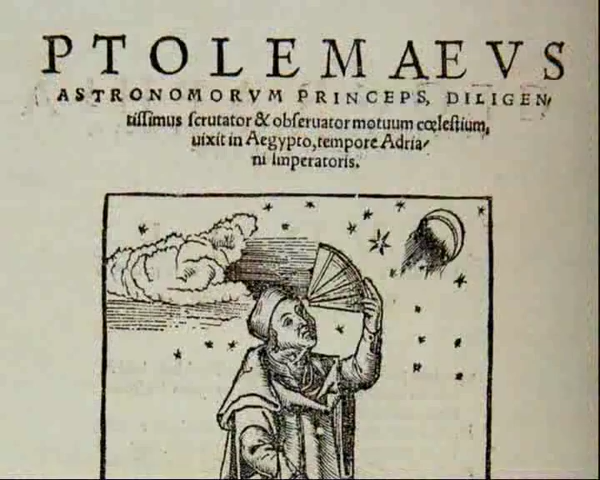 PTOLEMAEVS
ASTRONOMORVM PRINCEPS, DILIGEN/
tissimus scrutator & obseruator motuum cœlestium,
uixit in Aegypto, tempore Adria/
ni Imperatoris.